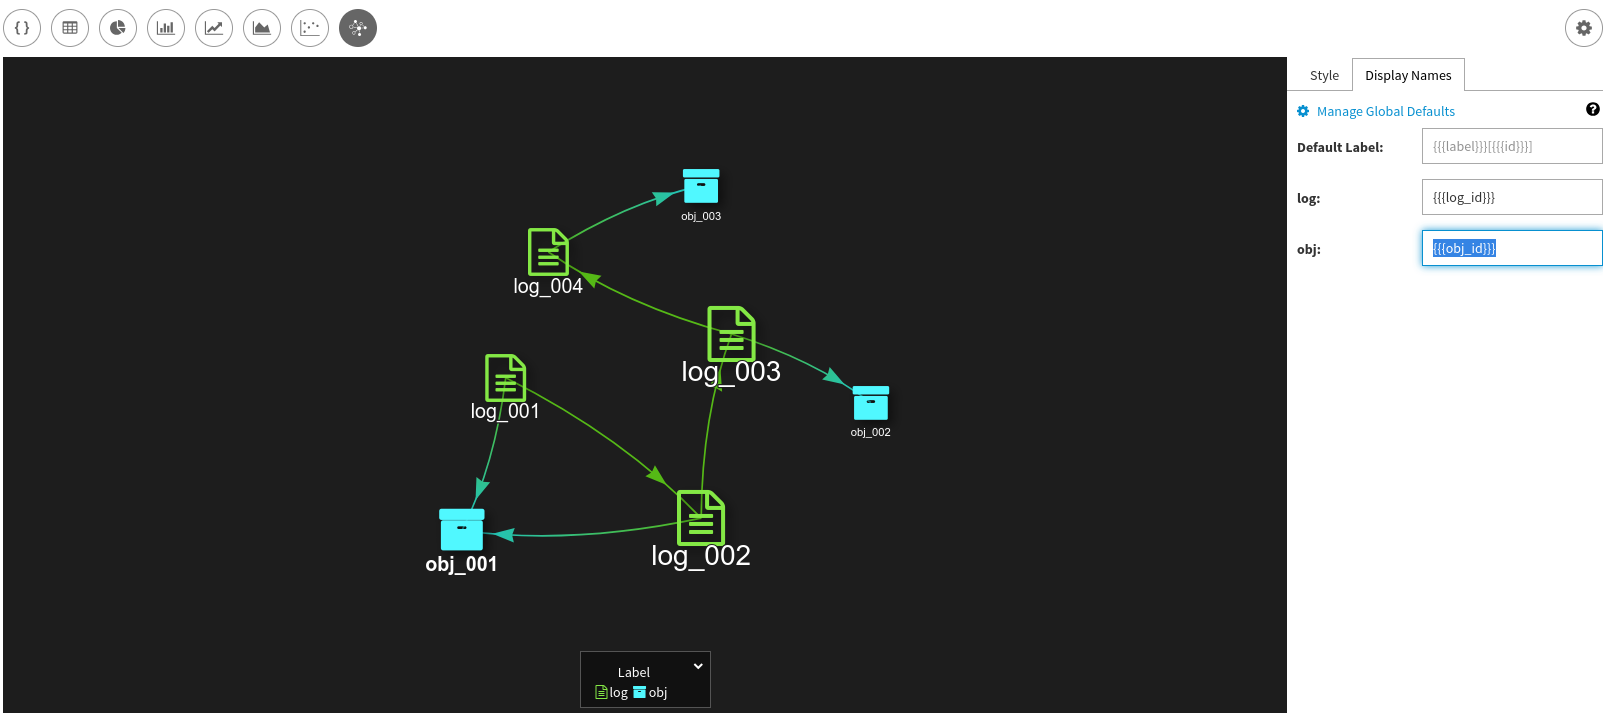 { }
Style
Display Names
Manage Global Defaults
?
Default Label:
{{{label}}}[{{{id}}}]
log:
{{{log_id}}}
obj:
{{{obj_id}}}
obj_003
log_004
log_003
log_001
obj_002
log_002
obj_001
Label
log obj